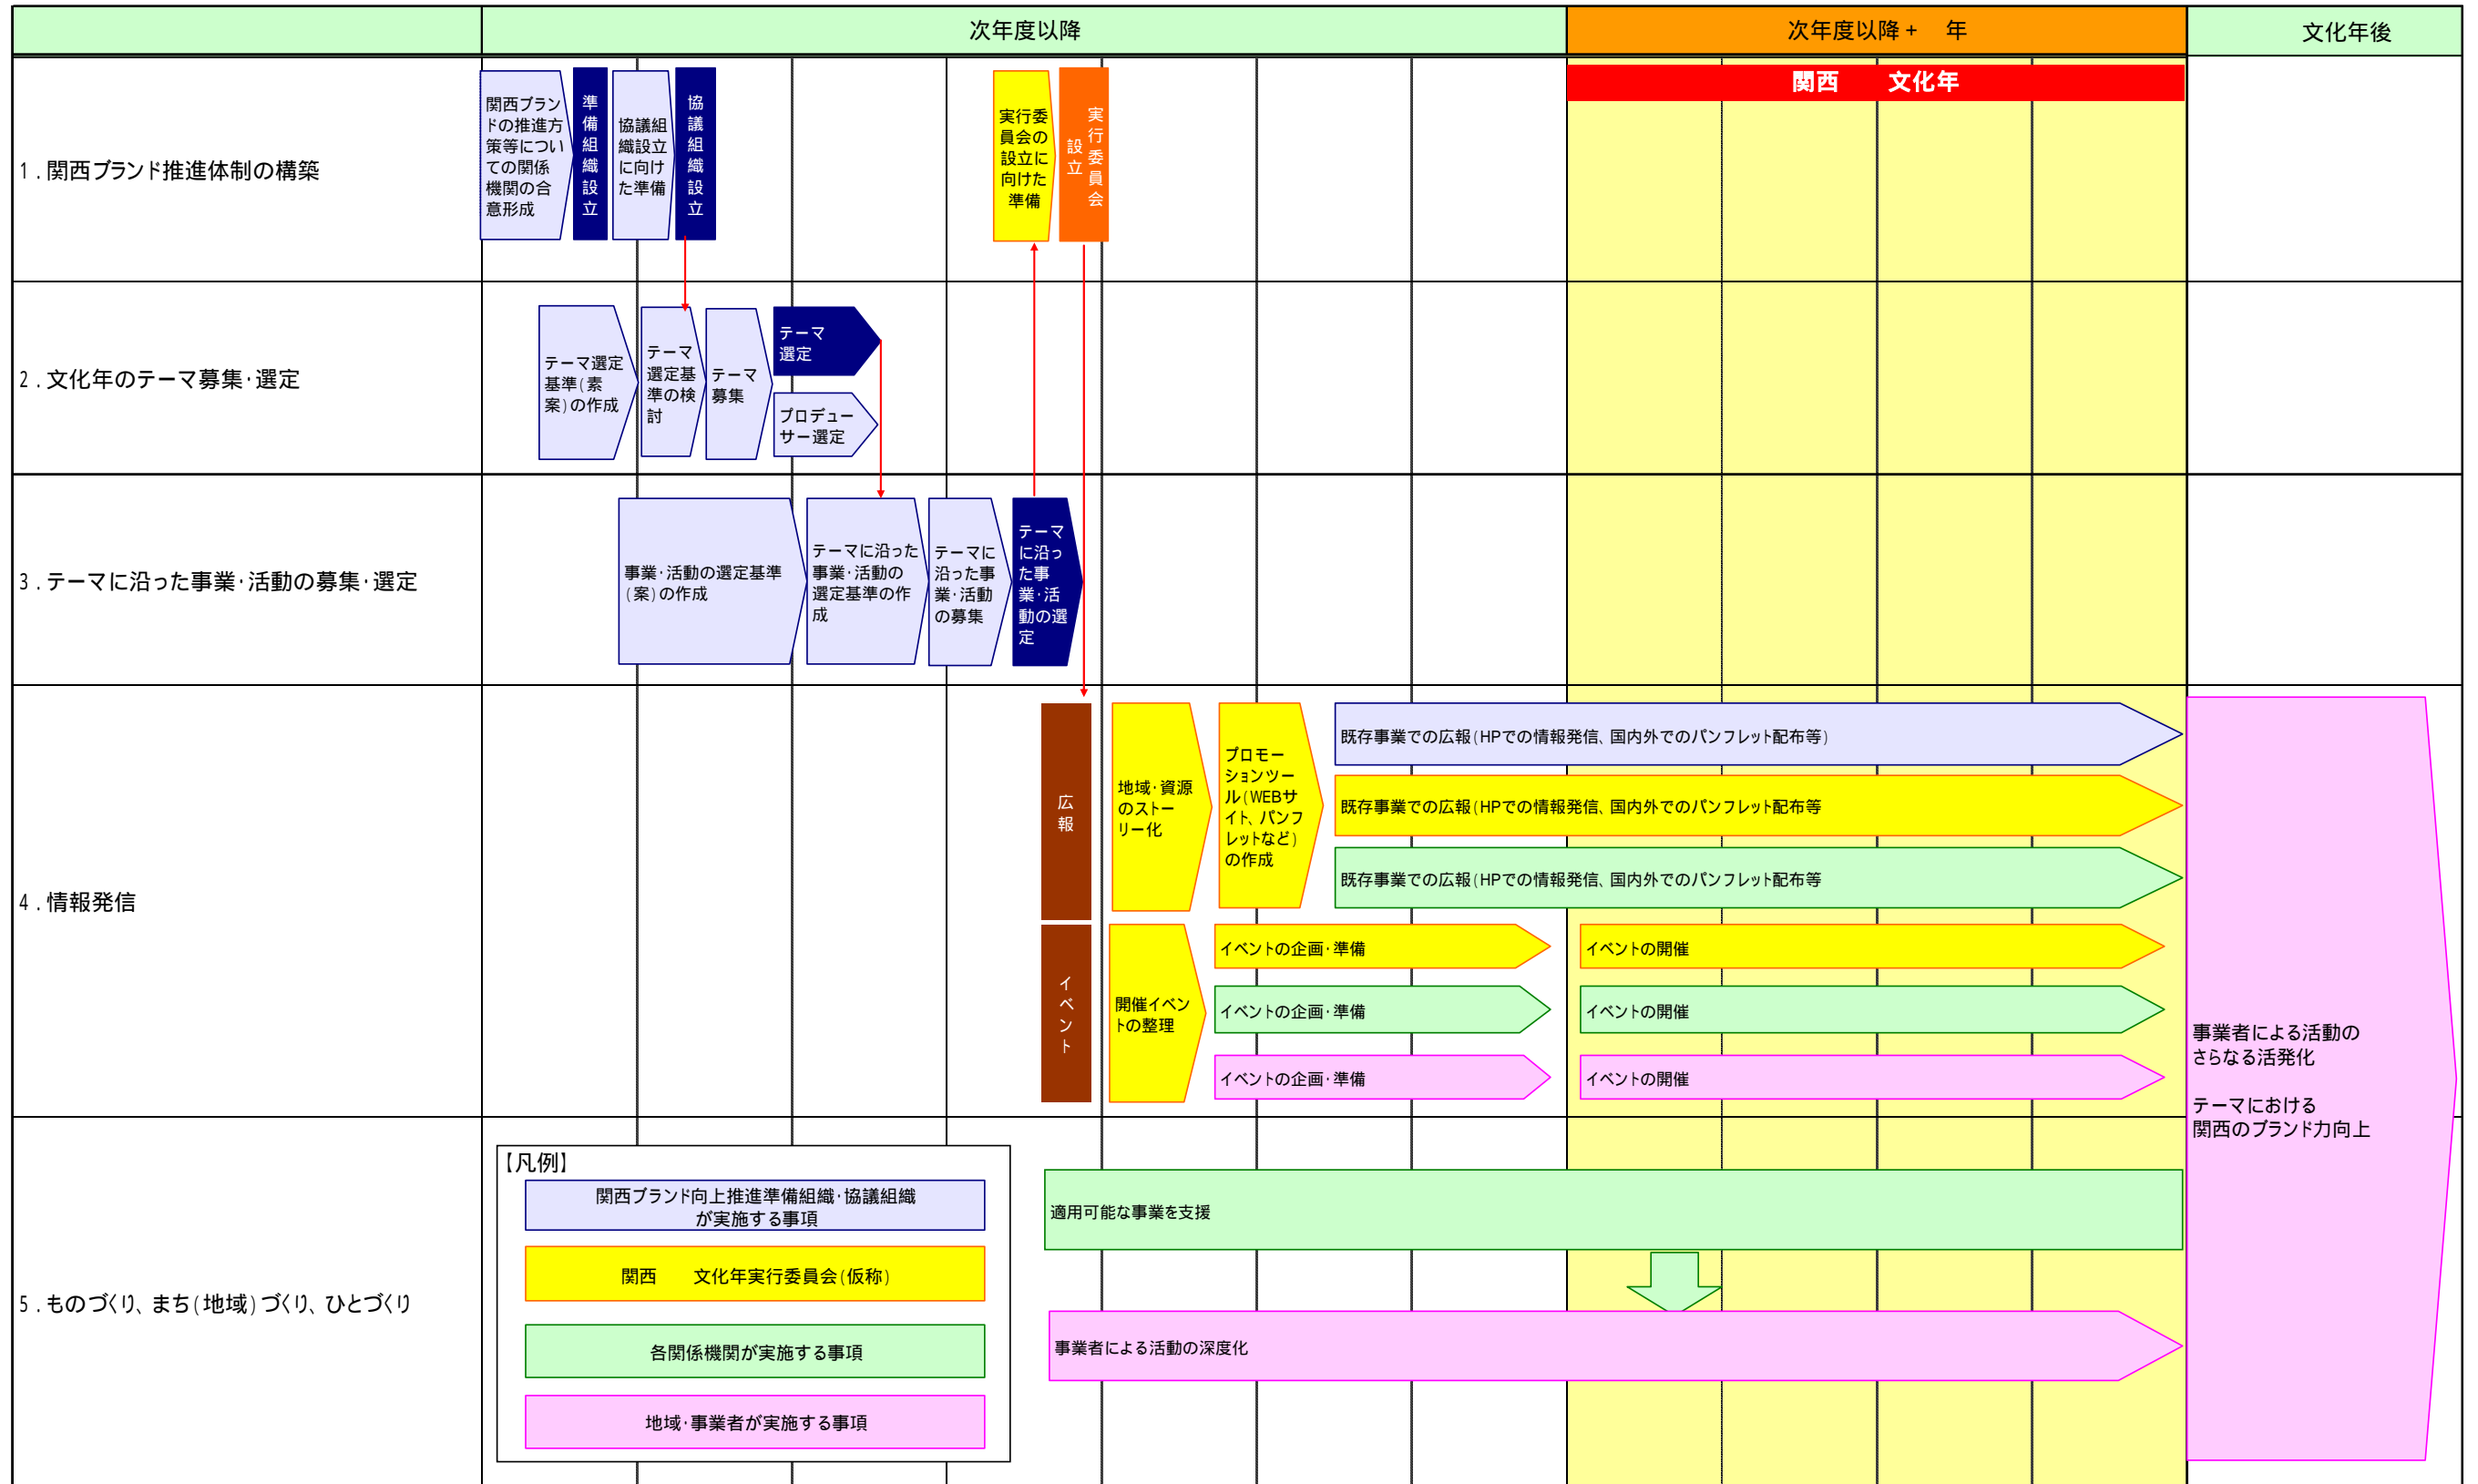 次年度以降
次年度以降+　年
文化年後
関西　　文化年
1.関西ブランド推進体制の構築
関西ブラン
ドの推進方
策等につい
ての関係
機関の合
意形成
準備組織設立
協議組
織設立
に向け
た準備
協議組織設立
実行委
員会の
設立に
向けた
準備
実行委員会
設立
2.文化年のテーマ募集・選定
テーマ選定
基準(素
案)の作成
テーマ
選定基
準の検
討
テーマ
募集
テーマ
選定
プロデュー
サー選定
3.テーマに沿った事業・活動の募集・選定
事業・活動の選定基準
(案)の作成
テーマに沿った
事業・活動の
選定基準の作
成
テーマに
沿った事
業・活動
の募集
テーマ
に沿っ
た事
業・活
動の選
定
4.情報発信
広報
地域・資源
のストー
リー化
プロモー
ションツー
ル(WEBサ
イト、パンフ
レットなど)
の作成
既存事業での広報(HPでの情報発信、国内外でのパンフレット配布等)
既存事業での広報(HPでの情報発信、国内外でのパンフレット配布等
既存事業での広報(HPでの情報発信、国内外でのパンフレット配布等
イベント
開催イベン
トの整理
イベントの企画・準備
イベントの開催
イベントの企画・準備
イベントの開催
イベントの企画・準備
イベントの開催
事業者による活動の
さらなる活発化
テーマにおける
関西のブランド力向上
5.ものづくり、まち(地域)づくり、ひとづくり
【凡例】
関西ブランド向上推進準備組織・協議組織
が実施する事項
関西　　文化年実行委員会(仮称)
各関係機関が実施する事項
地域・事業者が実施する事項
適用可能な事業を支援
事業者による活動の深度化